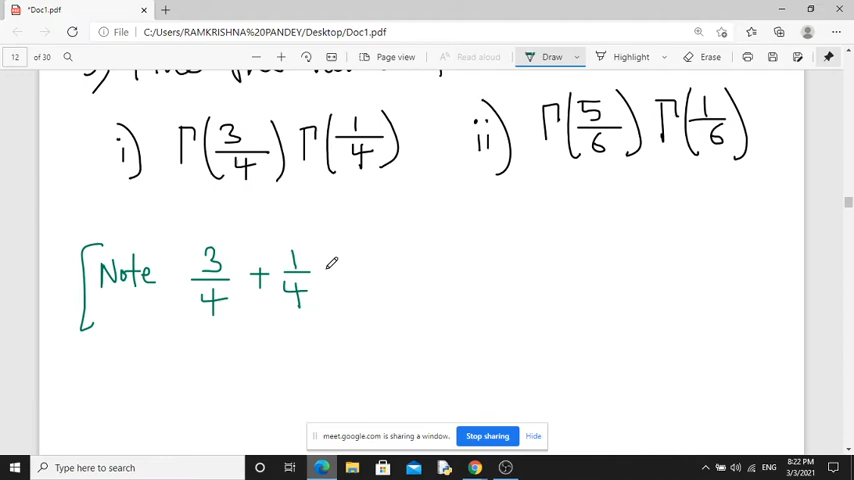 *Doc1.pdf
File C:/Users/RAMKRISHNA%20PANDEY/Desktop/Doc1.pdf
12 of 30 Page view Read aloud Draw Highlight Erase
i) Γ(3/4) Γ(1/4) ii) Γ(5/6) Γ(1/6)
[Note 3/4 + 1/4
meet.google.com is sharing a window. Stop sharing Hide
Type here to search
ENG
8:22 PM
3/3/2021